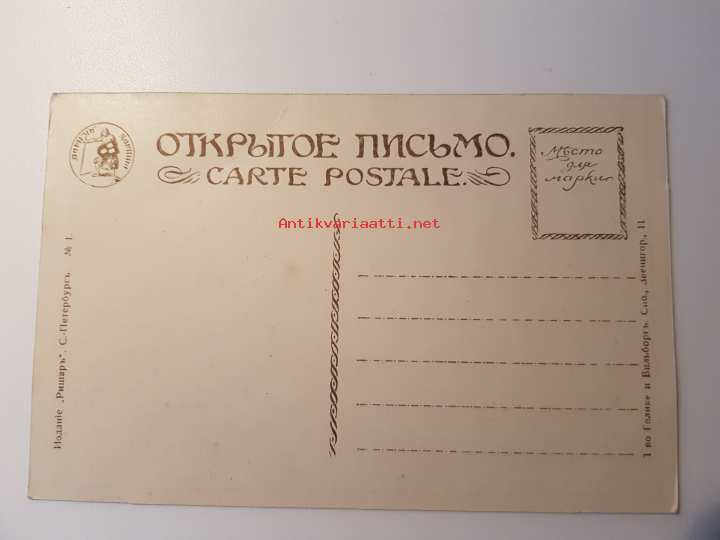 ОТКРЫТОЕ ПИСЬМО.
CARTE POSTALE.
Мѣсто
для
марки
Antikvariaatti.net
Изданіе „Ришаръ“. С.-Петербургъ. № 1.
Т-во Голике и Вильборгъ. Спб., Звенигор., 11